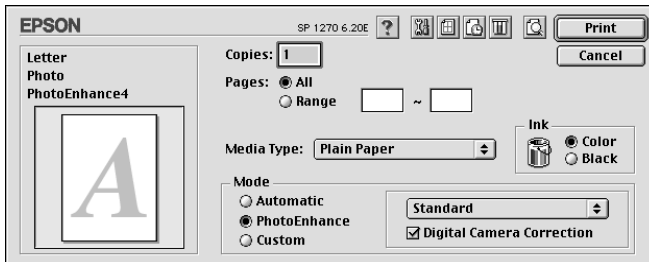 EPSON
SP 1270 6.20E
?
Print
Cancel
Letter
Photo
PhotoEnhance4
A
Copies: 1
Pages: All
Range ~
Media Type: Plain Paper
Ink
Color
Black
Mode
Automatic
PhotoEnhance
Custom
Standard
Digital Camera Correction